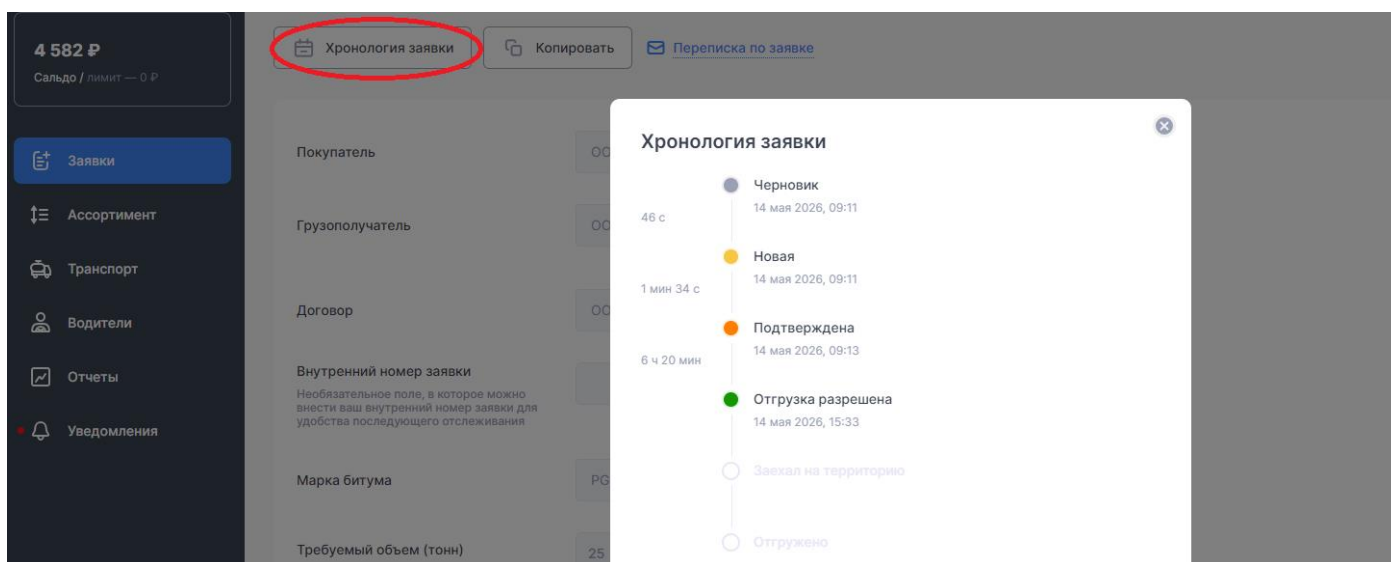 4 582 ₽
Сальдо / лимит — 0 ₽
Заявки
Ассортимент
Транспорт
Водители
Отчеты
Уведомления
Хронология заявки
Копировать
Переписка по заявке
Покупатель
ОО
Грузополучатель
ОО
Договор
ОО
Внутренний номер заявки
Необязательное поле, в которое можно
внести ваш внутренний номер заявки для
удобства последующего отслеживания
Марка битума
PG
Требуемый объем (тонн)
25
Хронология заявки
Черновик
14 мая 2026, 09:11
46 с
Новая
14 мая 2026, 09:11
1 мин 34 с
Подтверждена
14 мая 2026, 09:13
6 ч 20 мин
Отгрузка разрешена
14 мая 2026, 15:33
Заехал на территорию
Отгружено